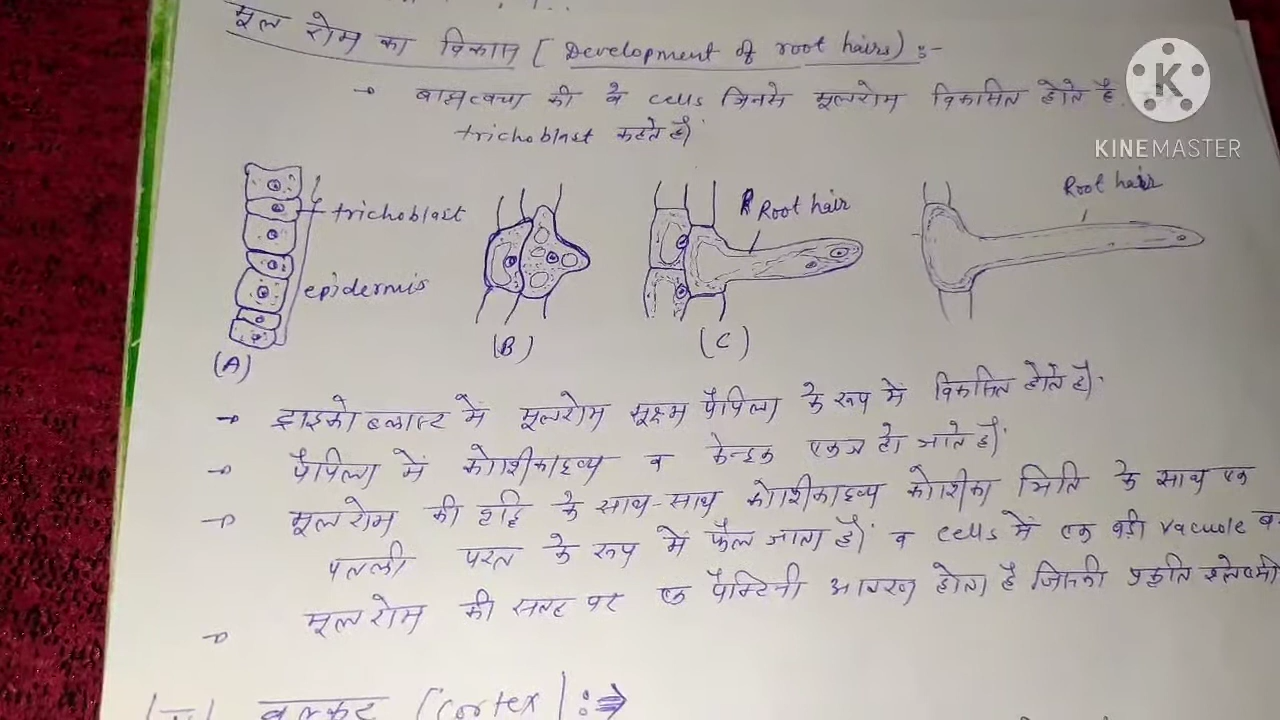 मूल रोम का विकास (Development of root hairs) :-
→ बाह्यत्वचा की वे cells जिनसे मूलरोम विकसित होते है.
trichoblast कहते है।
K
KINEMASTER
trichoblast
epidermis
Root hair
Root hairs
(A)
(B)
(C)
→ ट्राइकोब्लास्ट में मूलरोम सूक्ष्म पैपिला के रूप में विकसित होते है।
→ पैपिला में कोशिकाद्रव्य व केन्द्रक एकत्र हो जाते है।
→ मूलरोम की वृद्धि के साथ-साथ कोशिकाद्रव्य कोशिका भित्ति के साथ एक
पतली परत के रूप में फैल जाता है। व cells में एक बड़ी vacuole ब
→ मूलरोम की सतह पर एक पैक्टिनी आवरण होता है जिसकी प्रकृति श्लेष्मी
वल्कुट (Cortex) :⇒